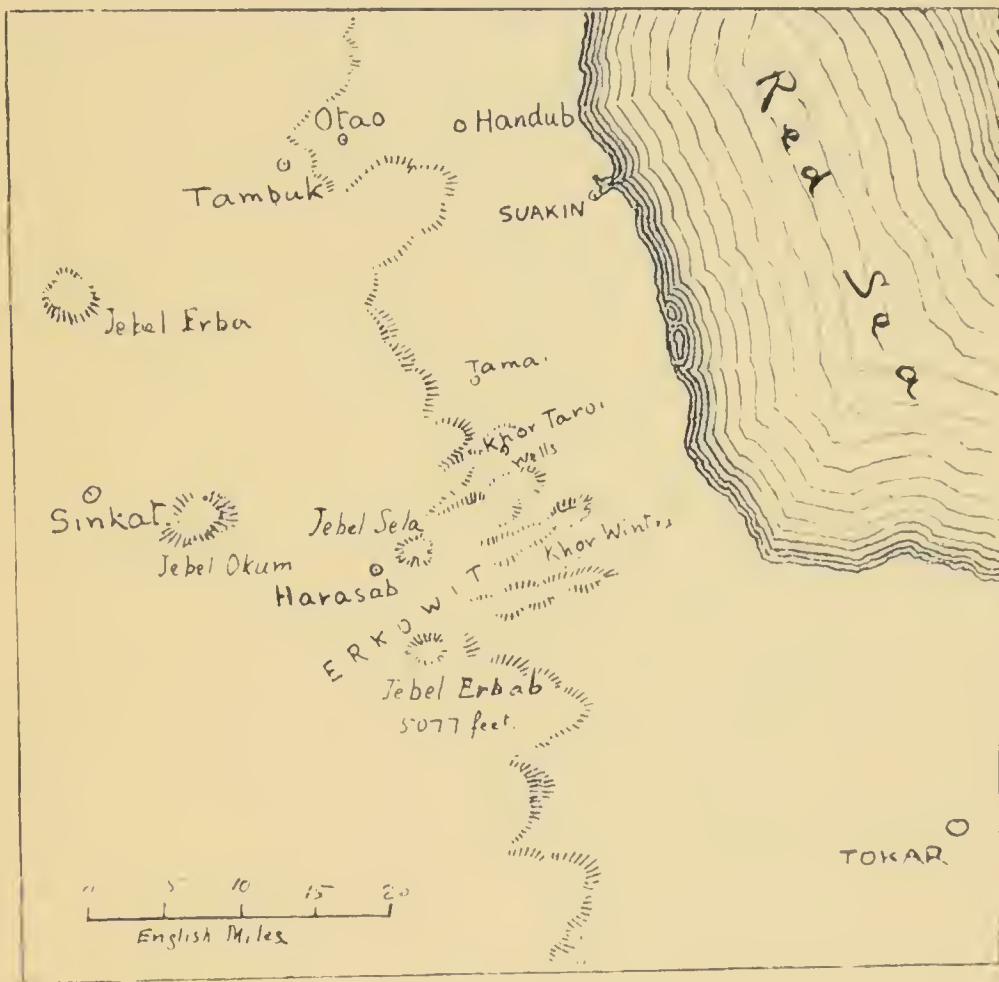 Red
Sea
Otao
Handub
Tambuk
SUAKIN
Jebel Erba
Tamai
Khor Taroi
Wells
Sinkat
Jebel Sela
Khor Wintri
Jebel Okum
Harasab
ERKOWIT
Jebel Erbab
5077 feet.
TOKAR
0 5 10 15 20
English Miles